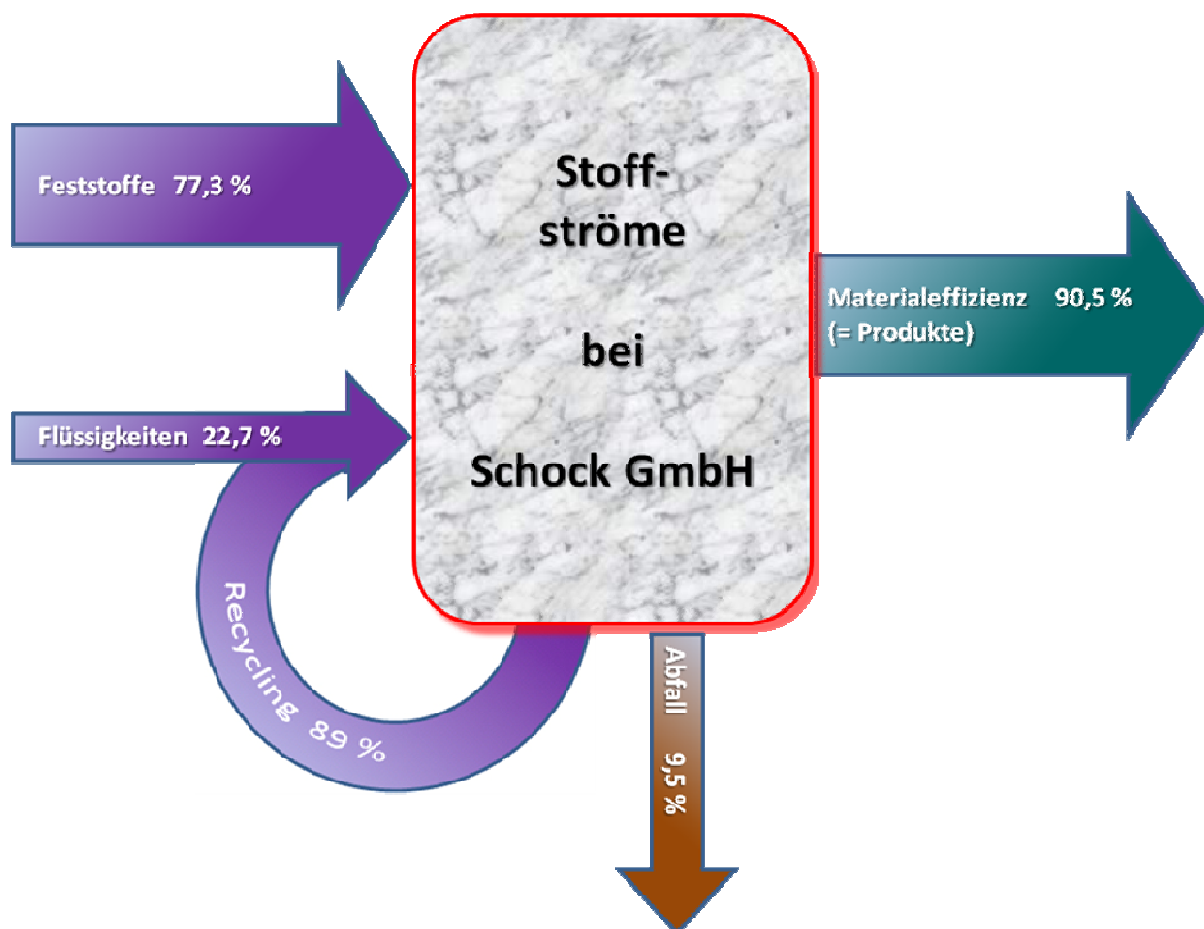 Feststoffe 77,3 %
Flüssigkeiten 22,7 %
Recycling 89 %
Stoff-
ströme
bei
Schock GmbH
Materialeffizienz 90,5 %
(= Produkte)
Abfall 9,5 %